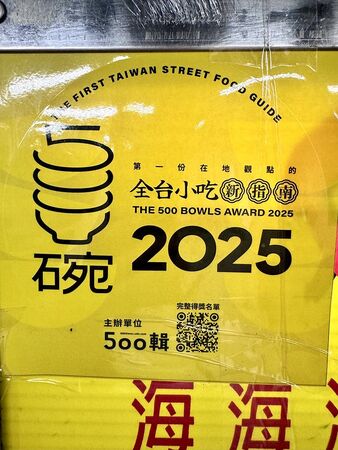 THE FIRST TAIWAN STREET FOOD GUIDE
500
碗
第一份在地觀點的
全台小吃新指南
THE 500 BOWLS AWARD 2025
2025
完整得獎名單
主辦單位
500輯
海 海